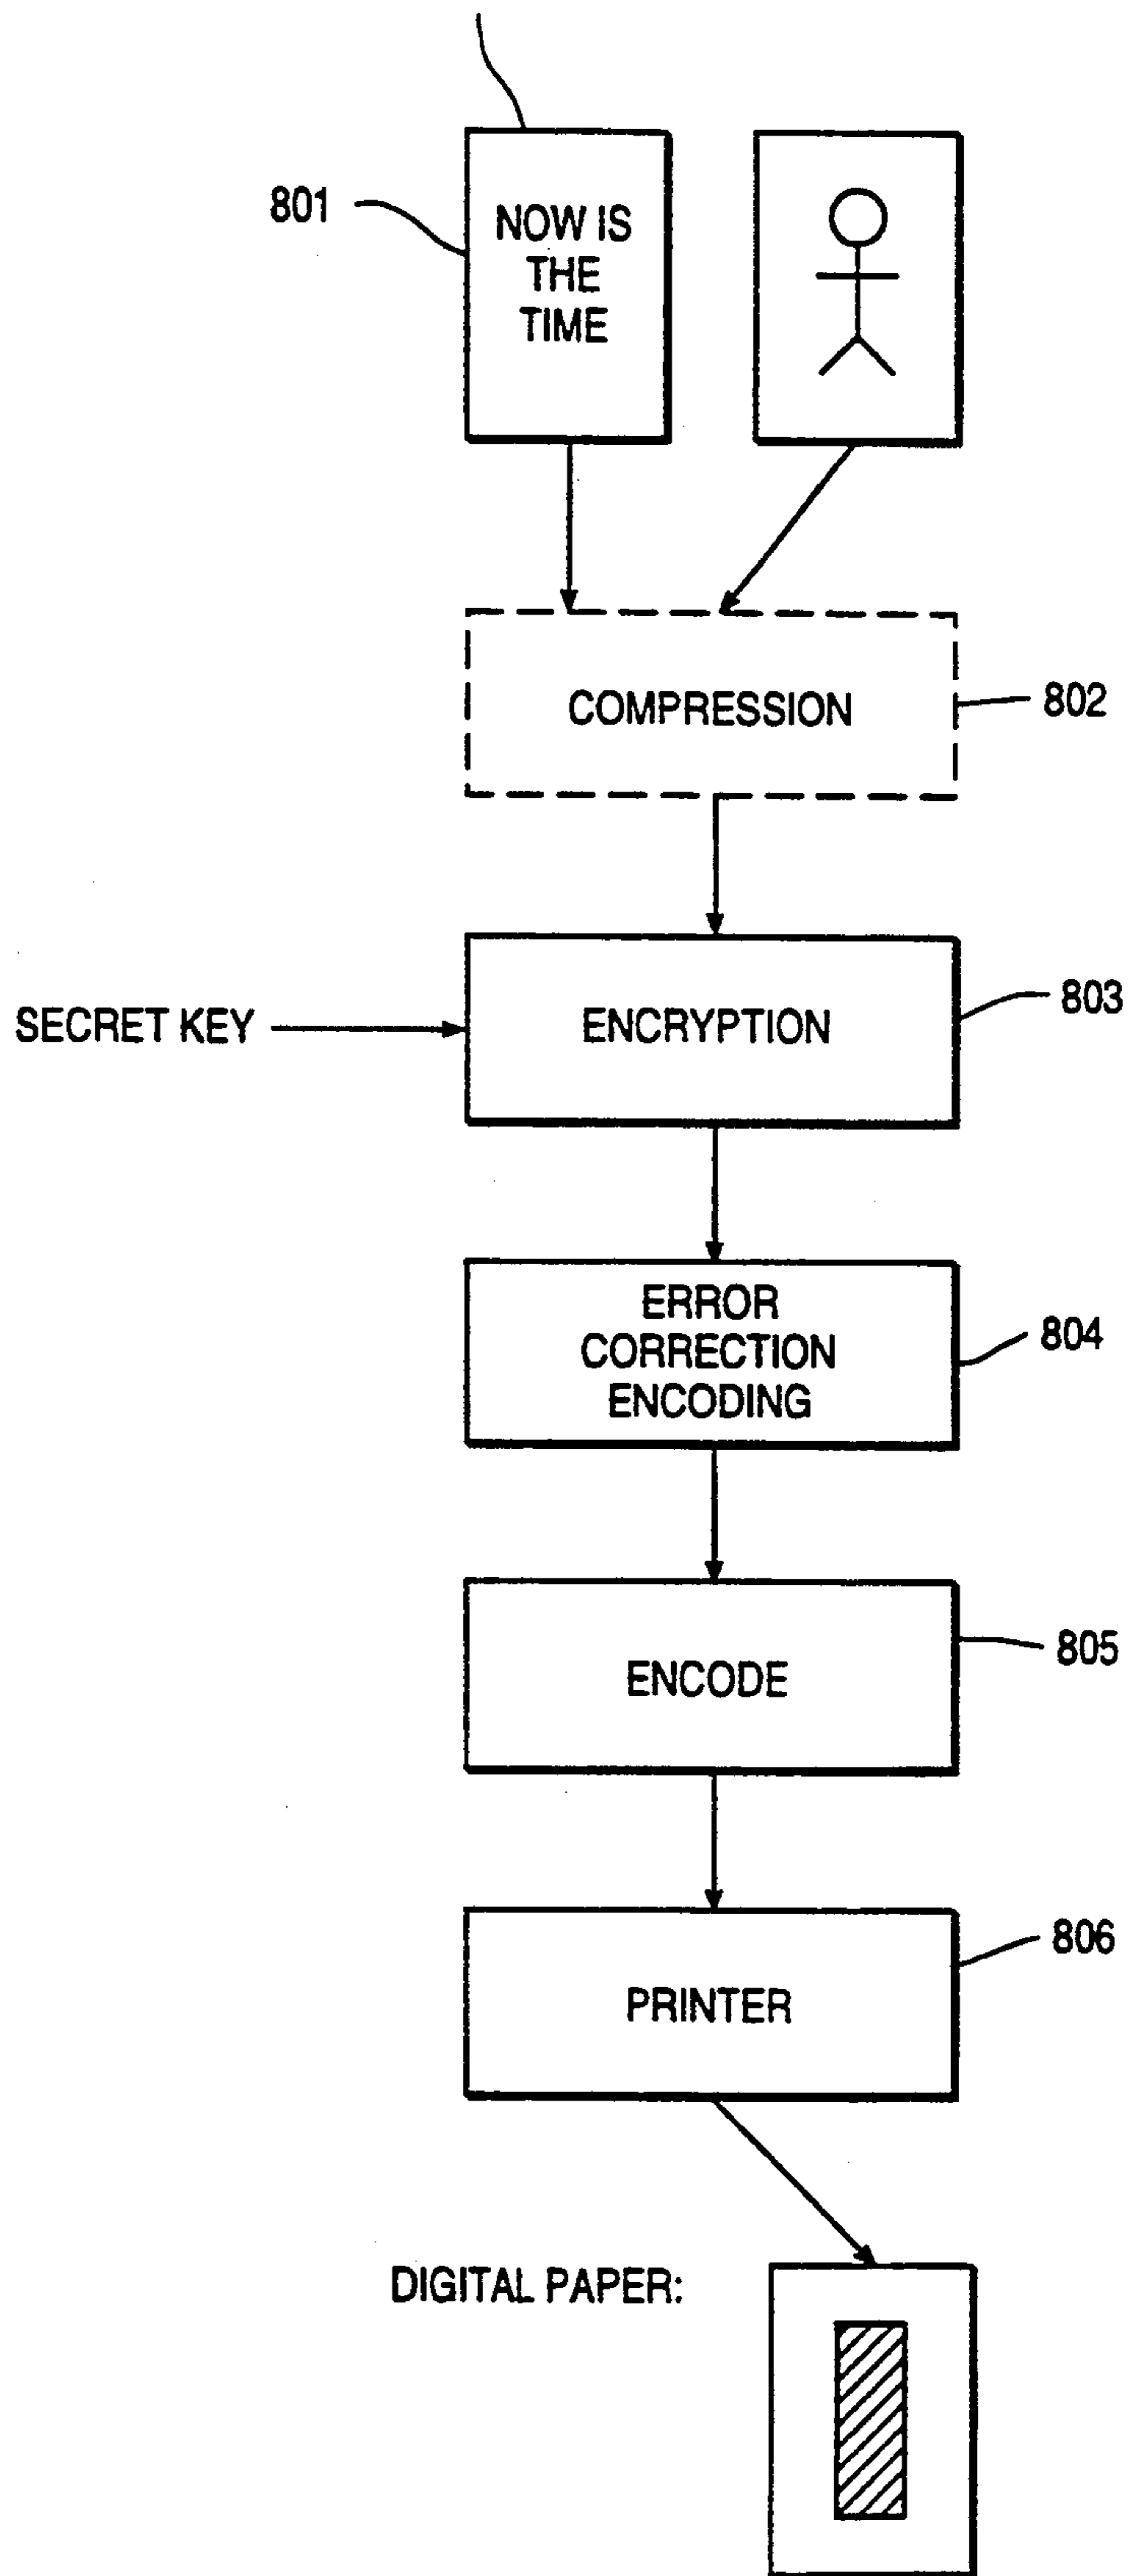 801
NOW IS
THE
TIME
COMPRESSION
802
SECRET KEY
ENCRYPTION
803
ERROR
CORRECTION
ENCODING
804
ENCODE
805
PRINTER
806
DIGITAL PAPER: